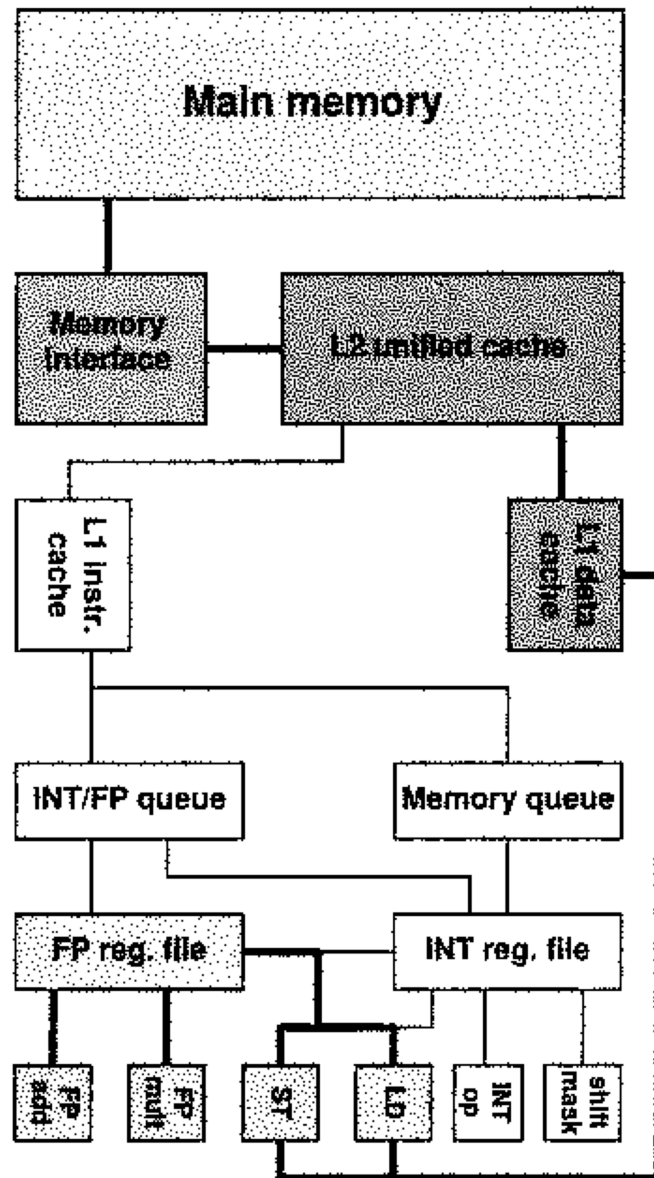 Main memory
Memory
interface
L2 unified cache
L1 instr.
cache
L1 data
cache
INT/FP queue
Memory queue
FP reg. file
INT reg. file
FP
add
FP
mult
ST
LD
INT
op
shift
mask